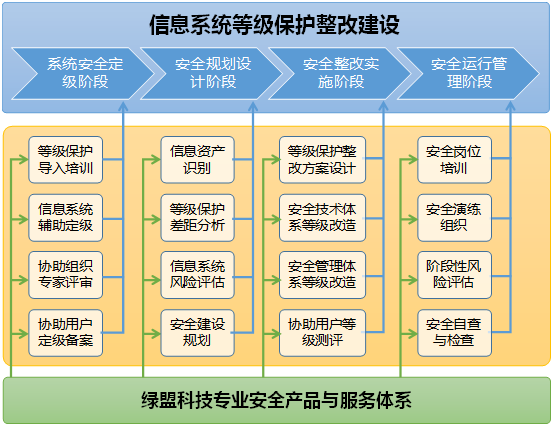 信息系统等级保护整改建设
系统安全定
级阶段
安全规划设
计阶段
安全整改实
施阶段
安全运行管
理阶段
等级保护
导入培训
信息资产
识别
等级保护整
改方案设计
安全岗位
培训
信息系统
辅助定级
等级保护
差距分析
安全技术体
系等级改造
安全演练
组织
协助组织
专家评审
信息系统
风险评估
安全管理体
系等级改造
阶段性风
险评估
协助用户
定级备案
安全建设
规划
协助用户等
级测评
安全自查
与检查
绿盟科技专业安全产品与服务体系